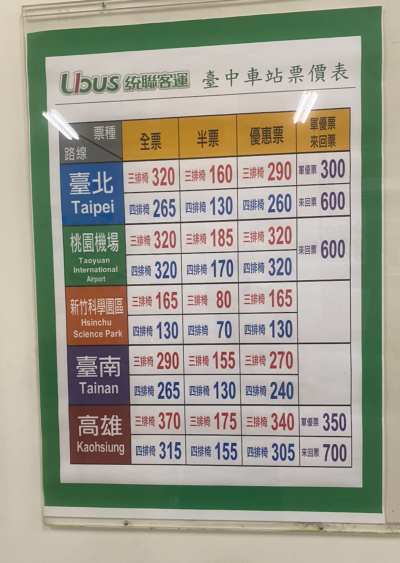 Ubus 統聯客運 臺中車站票價表
票種 路線 全票 半票 優惠票 軍優票 來回票
臺北 Taipei
三排椅 320 三排椅 160 三排椅 290 軍優票 300
四排椅 265 四排椅 130 四排椅 260 來回票 600
桃園機場 Taoyuan International Airport
三排椅 320 三排椅 185 三排椅 320 來回票 600
四排椅 320 四排椅 170 四排椅 320
新竹科學園區 Hsinchu Science Park
三排椅 165 三排椅 80 三排椅 165
四排椅 130 四排椅 70 四排椅 130
臺南 Tainan
三排椅 290 三排椅 155 三排椅 270
四排椅 265 四排椅 130 四排椅 240
高雄 Kaohsiung
三排椅 370 三排椅 175 三排椅 340 軍優票 350
四排椅 315 四排椅 155 四排椅 305 來回票 700